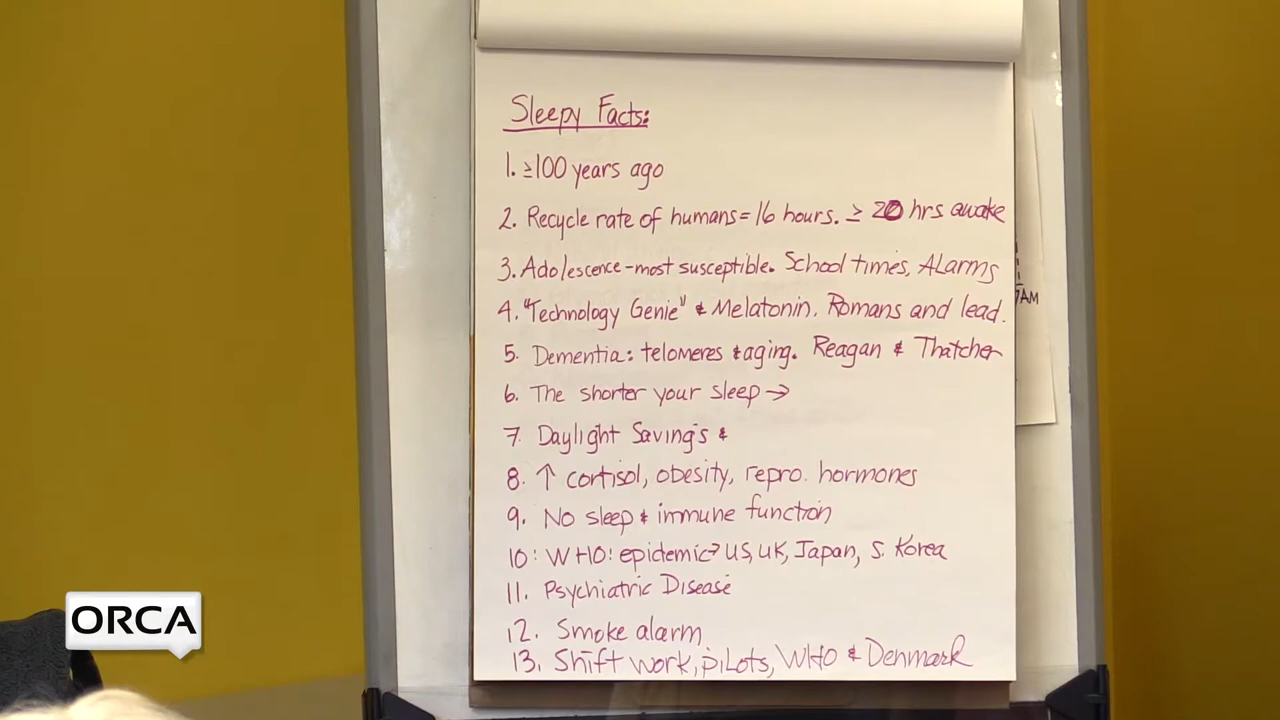 Sleepy Facts:
1. ≥100 years ago
2. Recycle rate of humans = 16 hours. ≥ 20 hrs awake
3. Adolescence - most susceptible. School times, ALarms
7AM
4. "Technology Genie" & Melatonin. Romans and lead.
5. Dementia: telomeres & aging. Reagan & Thatcher
6. The shorter your sleep →
7. Daylight Saving's &
8. ↑ cortisol, obesity, repro. hormones
9. No sleep & immune function
10: WHO: epidemic? US, UK, Japan, S. Korea
11. Psychiatric Disease
12. Smoke alarm
13. Shift work, piLots, WHO & Denmark
ORCA